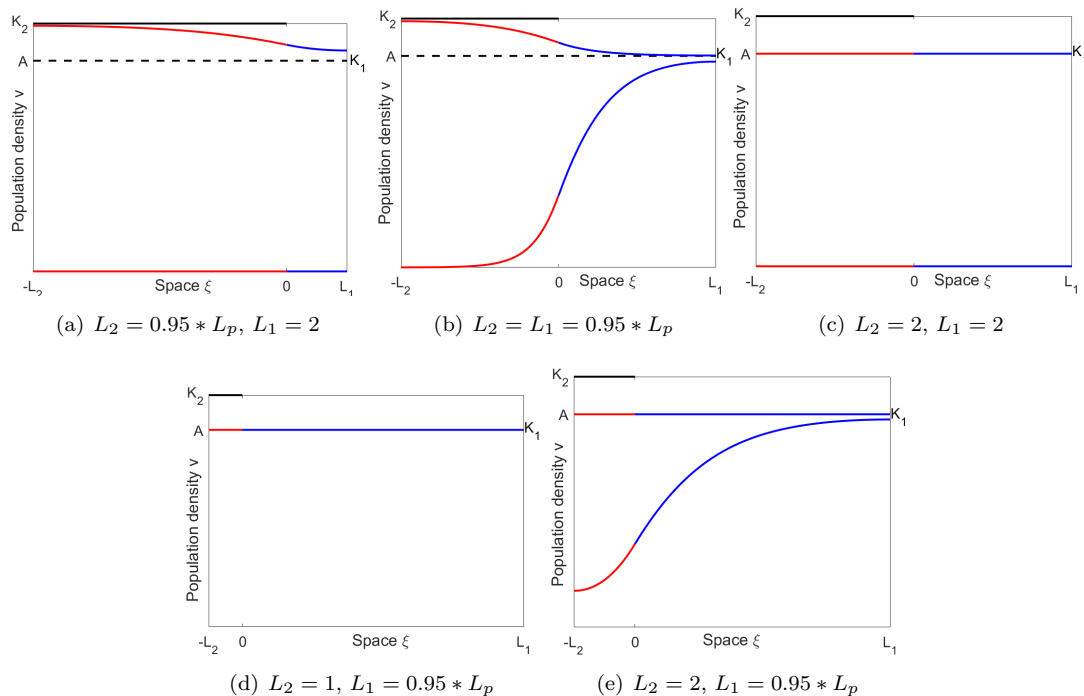 K₂
A
K₁
Population density v
-L₂
0
Space ξ
L₁
(a) L₂ = 0.95 * Lₚ, L₁ = 2
K₂
A
K₁
Population density v
-L₂
0
Space ξ
L₁
(b) L₂ = L₁ = 0.95 * Lₚ
K₂
A
K₁
Population density v
-L₂
0
Space ξ
L₁
(c) L₂ = 2, L₁ = 2
K₂
A
K₁
Population density v
-L₂
0
Space ξ
L₁
(d) L₂ = 1, L₁ = 0.95 * Lₚ
K₂
A
K₁
Population density v
-L₂
0
Space ξ
L₁
(e) L₂ = 2, L₁ = 0.95 * Lₚ